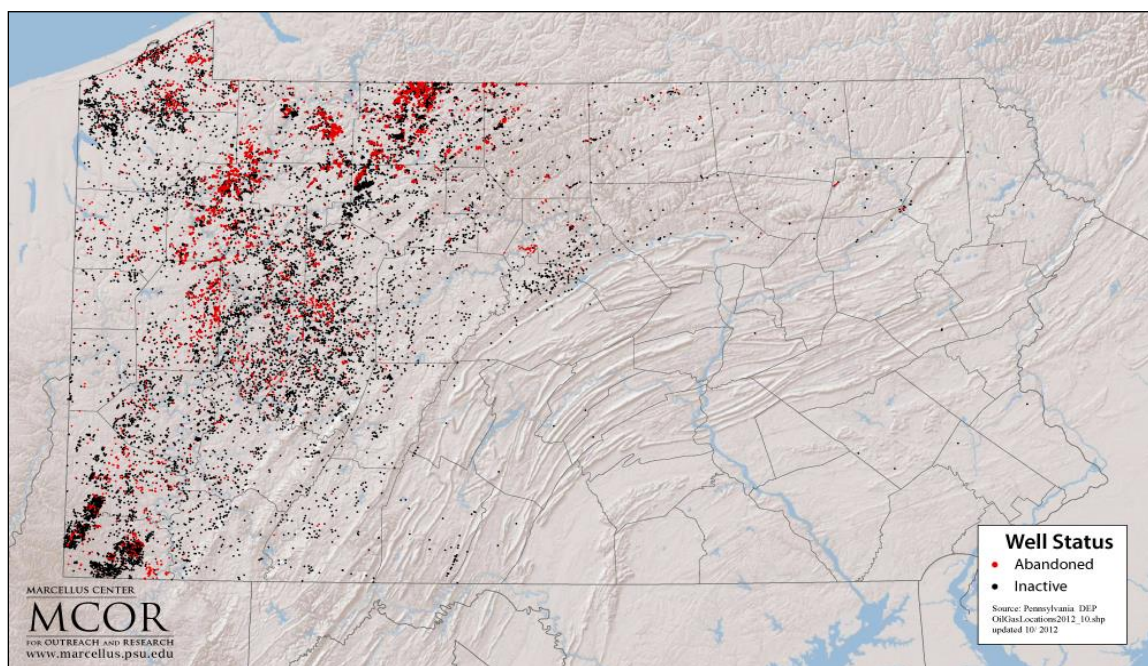 Well Status
Abandoned
Inactive
Source: Pennsylvania DEP
OilGasLocations2012_10.shp
updated 10/ 2012
MARCELLUS CENTER
MCOR
FOR OUTREACH AND RESEARCH
www.marcellus.psu.edu